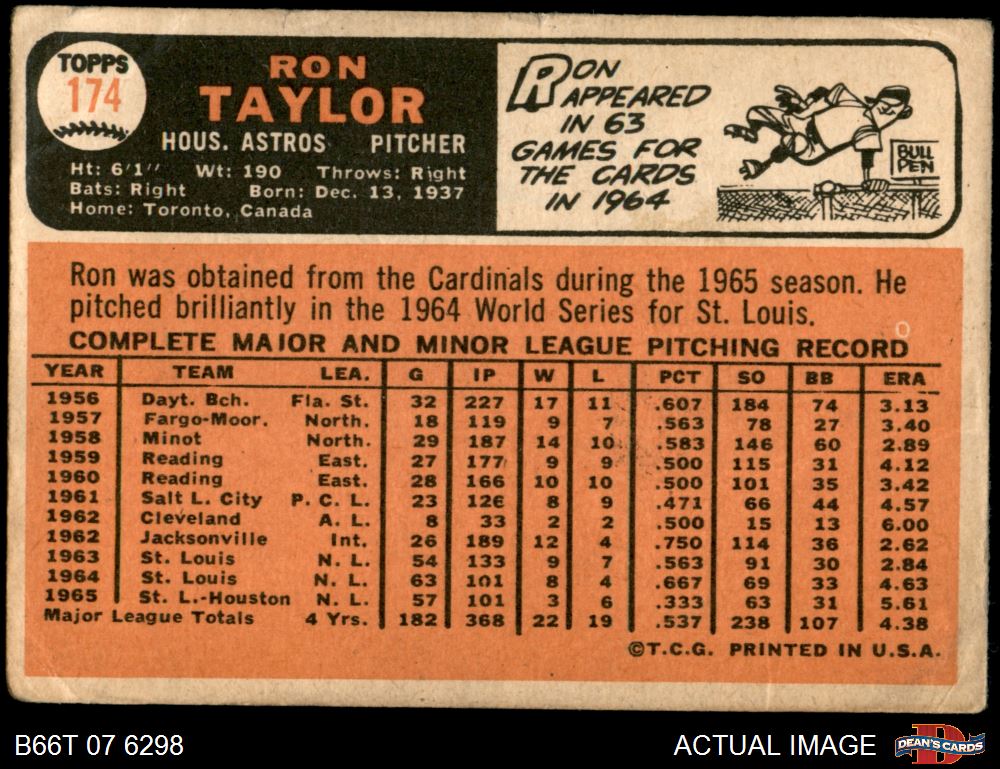 TOPPS
174
RON
TAYLOR
HOUS. ASTROS PITCHER
Ht: 6'1" Wt: 190 Throws: Right
Bats: Right Born: Dec. 13, 1937
Home: Toronto, Canada
RON
APPEARED
IN 63
GAMES FOR
THE CARDS
IN 1964
BULL
PEN
Ron was obtained from the Cardinals during the 1965 season. He
pitched brilliantly in the 1964 World Series for St. Louis.
COMPLETE MAJOR AND MINOR LEAGUE PITCHING RECORD
YEAR TEAM LEA. G IP W L PCT SO BB ERA
1956 Dayt. Bch. Fla. St. 32 227 17 11 .607 184 74 3.13
1957 Fargo-Moor. North. 18 119 9 7 .563 78 27 3.40
1958 Minot North. 29 187 14 10 .583 146 60 2.89
1959 Reading East. 27 177 9 9 .500 115 31 4.12
1960 Reading East. 28 166 10 10 .500 101 35 3.42
1961 Salt L. City P. C. L. 23 126 8 9 .471 66 44 4.57
1962 Cleveland A. L. 8 33 2 2 .500 15 13 6.00
1962 Jacksonville Int. 26 189 12 4 .750 114 36 2.62
1963 St. Louis N. L. 54 133 9 7 .563 91 30 2.84
1964 St. Louis N. L. 63 101 8 4 .667 69 33 4.63
1965 St. L.-Houston N. L. 57 101 3 6 .333 63 31 5.61
Major League Totals 4 Yrs. 182 368 22 19 .537 238 107 4.38
©T.C.G. PRINTED IN U.S.A.
B66T 07 6298
ACTUAL IMAGE
D
DEAN'S CARDS